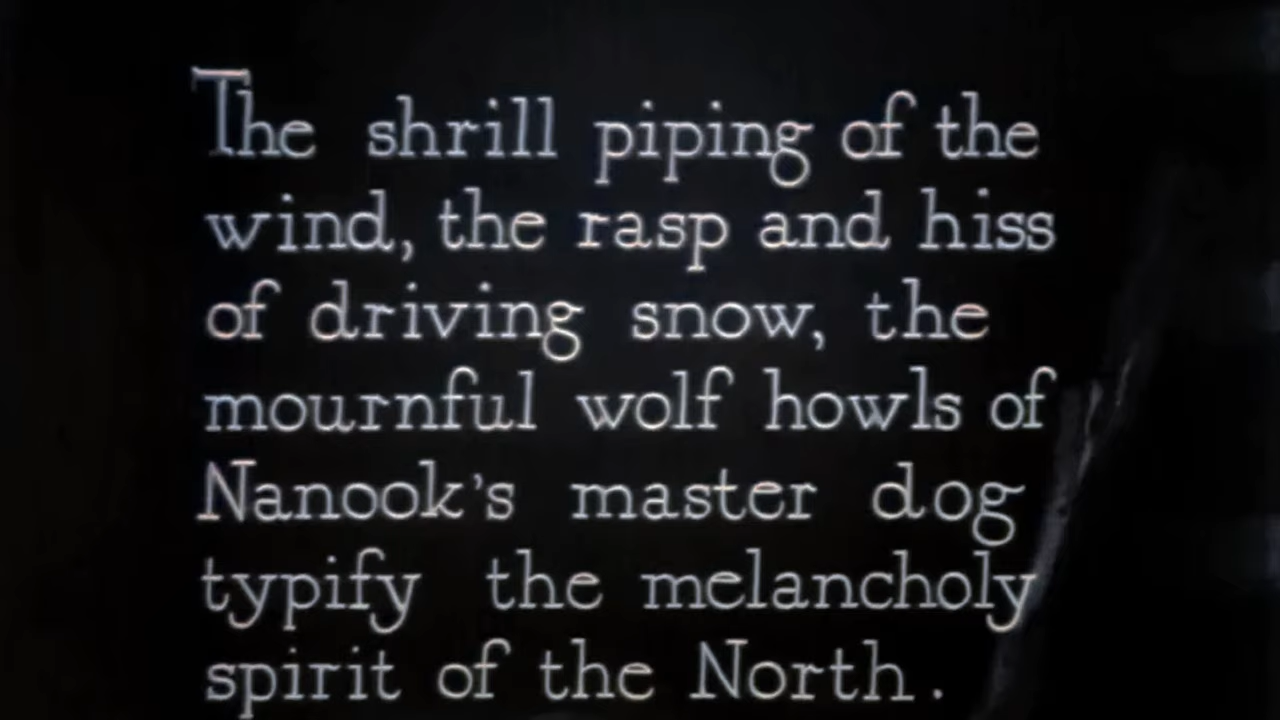 The shrill piping of the
wind, the rasp and hiss
of driving snow, the
mournful wolf howls of
Nanook's master dog
typify the melancholy
spirit of the North.